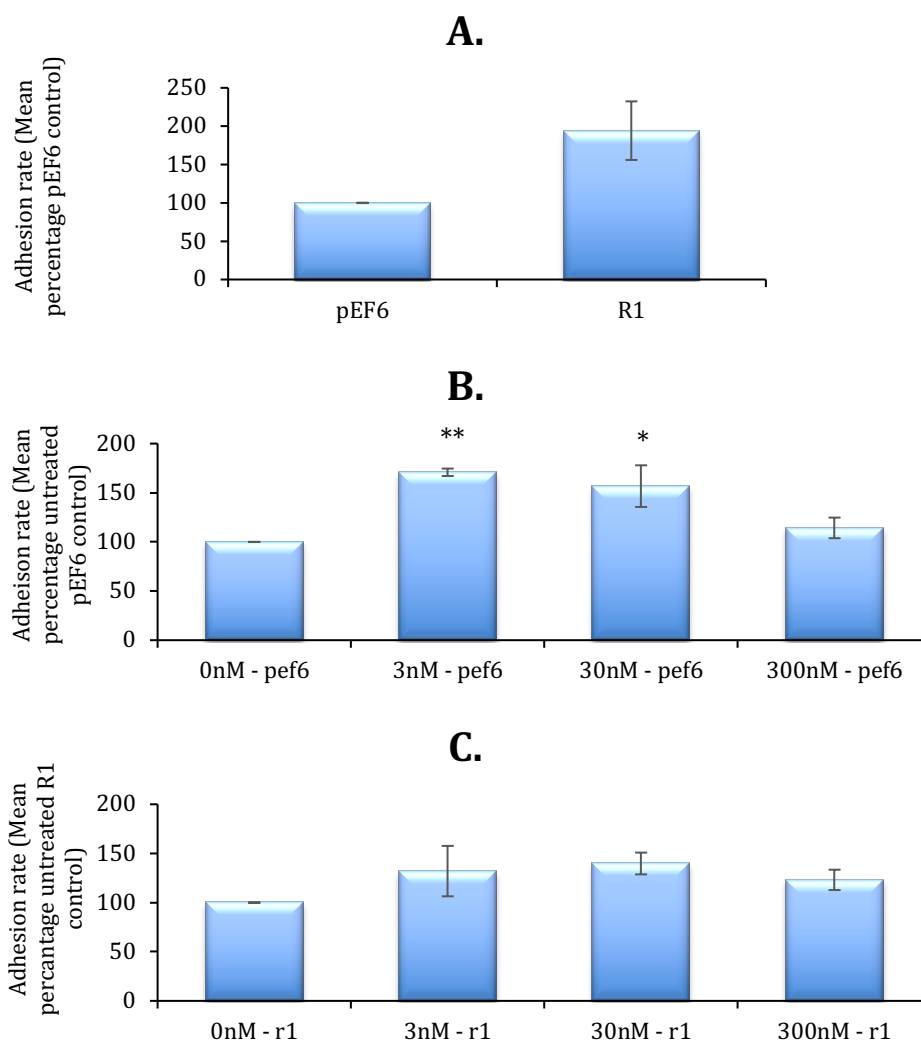 A.
Adhesion rate (Mean
percentage pEF6 control)
250
200
150
100
50
0
pEF6 R1
B.
Adheison rate (Mean
percentage untreated
pEF6 control)
200
150
100
50
0
** *
0nM - pef6 3nM - pef6 30nM - pef6 300nM - pef6
C.
Adhesion rate (Mean
percantage untreated R1
control)
200
150
100
50
0
0nM - r1 3nM - r1 30nM - r1 300nM - r1